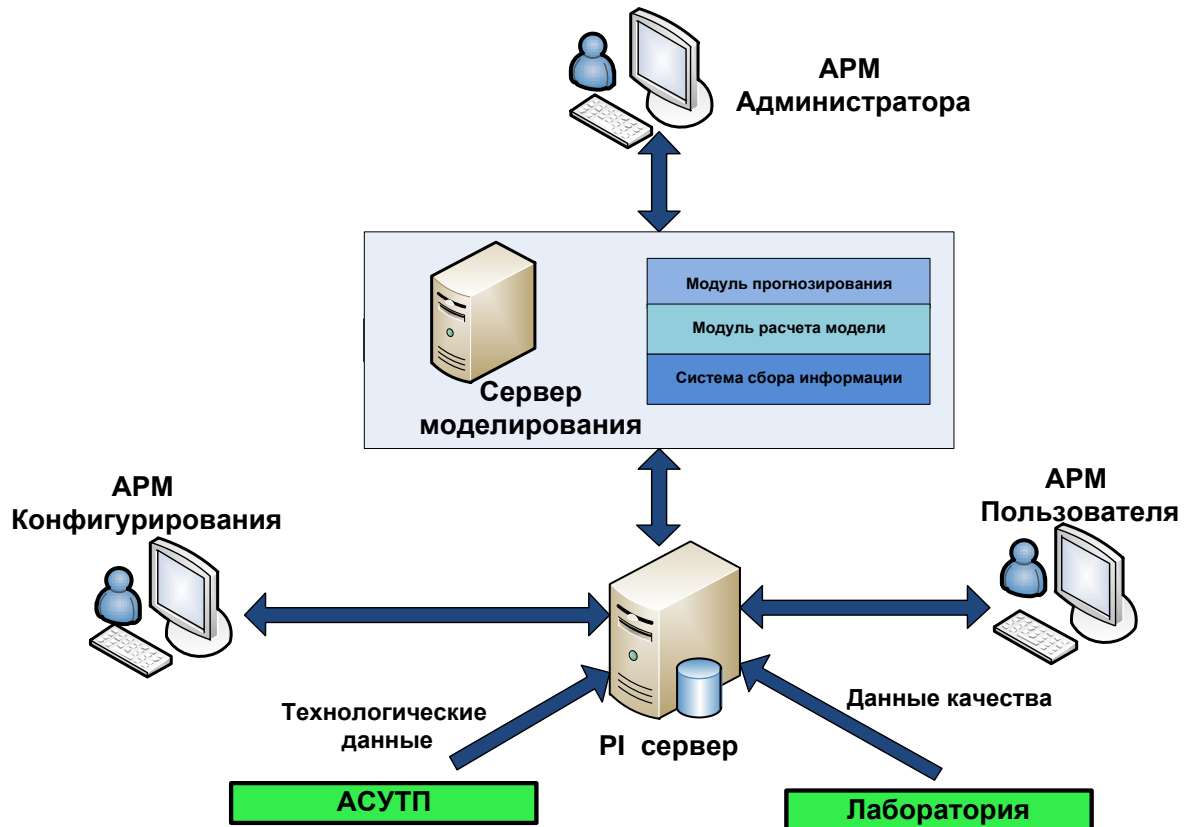 АРМ
Администратора
Модуль прогнозирования
Модуль расчета модели
Система сбора информации
Сервер
моделирования
АРМ
Конфигурирования
АРМ
Пользователя
Технологические
данные
Данные качества
PI сервер
АСУТП
Лаборатория